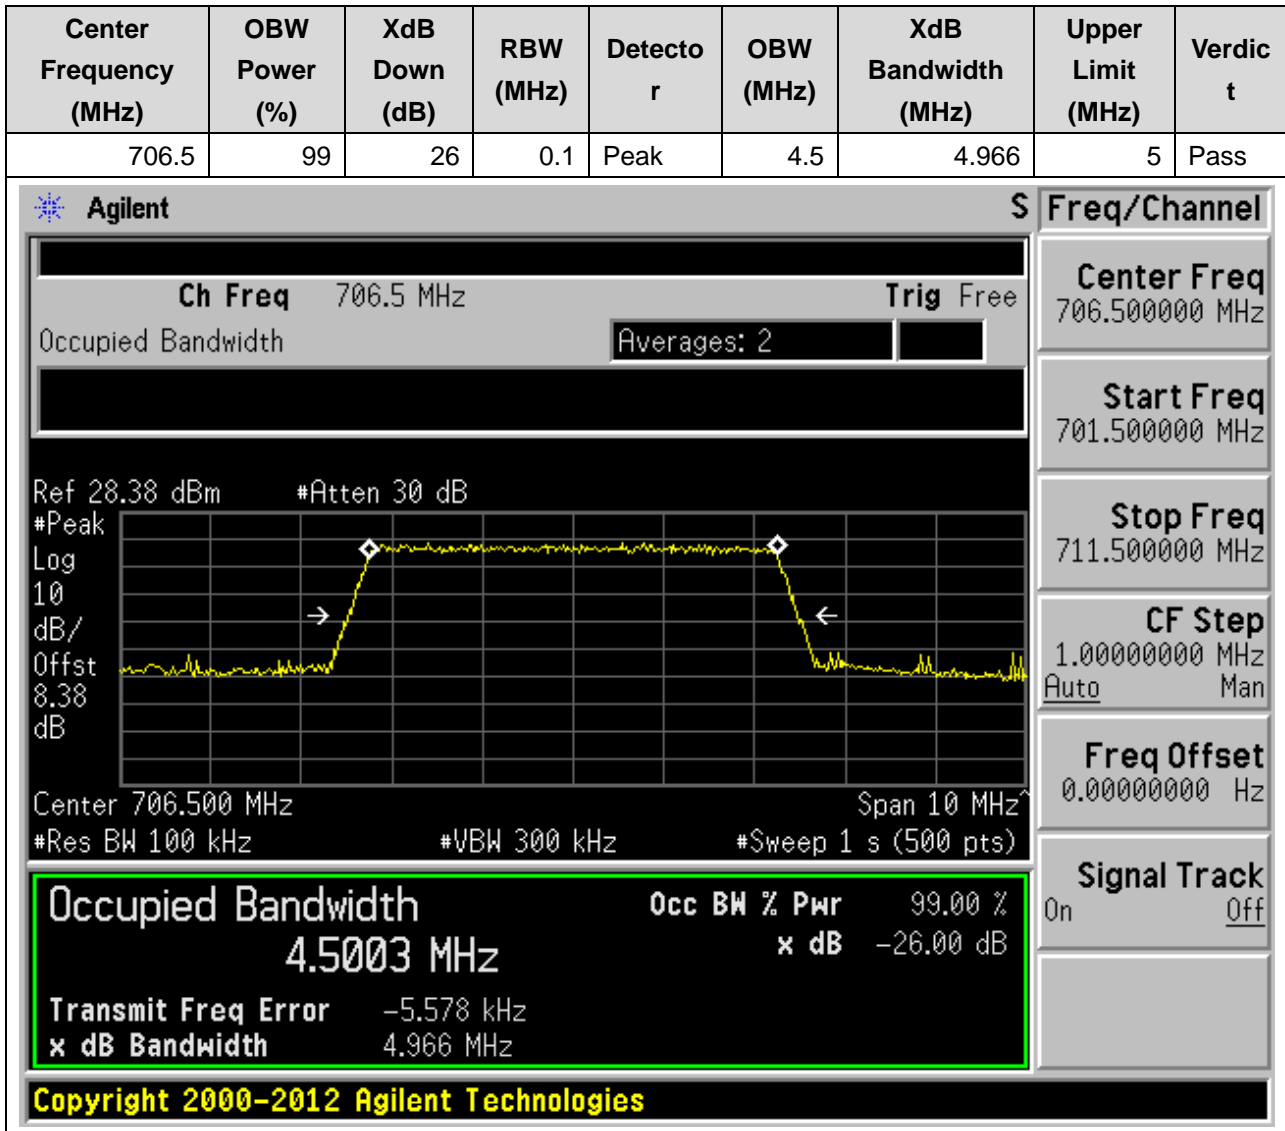 Center Frequency (MHz) OBW Power (%) XdB Down (dB) RBW (MHz) Detecto r OBW (MHz) XdB Bandwidth (MHz) Upper Limit (MHz) Verdic t
706.5 99 26 0.1 Peak 4.5 4.966 5 Pass
Agilent S Freq/Channel
Ch Freq 706.5 MHz Trig Free
Occupied Bandwidth Averages: 2
Center Freq
706.500000 MHz
Start Freq
701.500000 MHz
Stop Freq
711.500000 MHz
CF Step
1.00000000 MHz
Auto Man
Freq Offset
0.00000000 Hz
Signal Track
On Off
Ref 28.38 dBm #Atten 30 dB
#Peak
Log
10
dB/
Offst
8.38
dB
Center 706.500 MHz Span 10 MHz^
#Res BW 100 kHz #VBW 300 kHz #Sweep 1 s (500 pts)
Occupied Bandwidth Occ BW % Pwr 99.00 %
4.5003 MHz x dB -26.00 dB
Transmit Freq Error -5.578 kHz
x dB Bandwidth 4.966 MHz
Copyright 2000-2012 Agilent Technologies